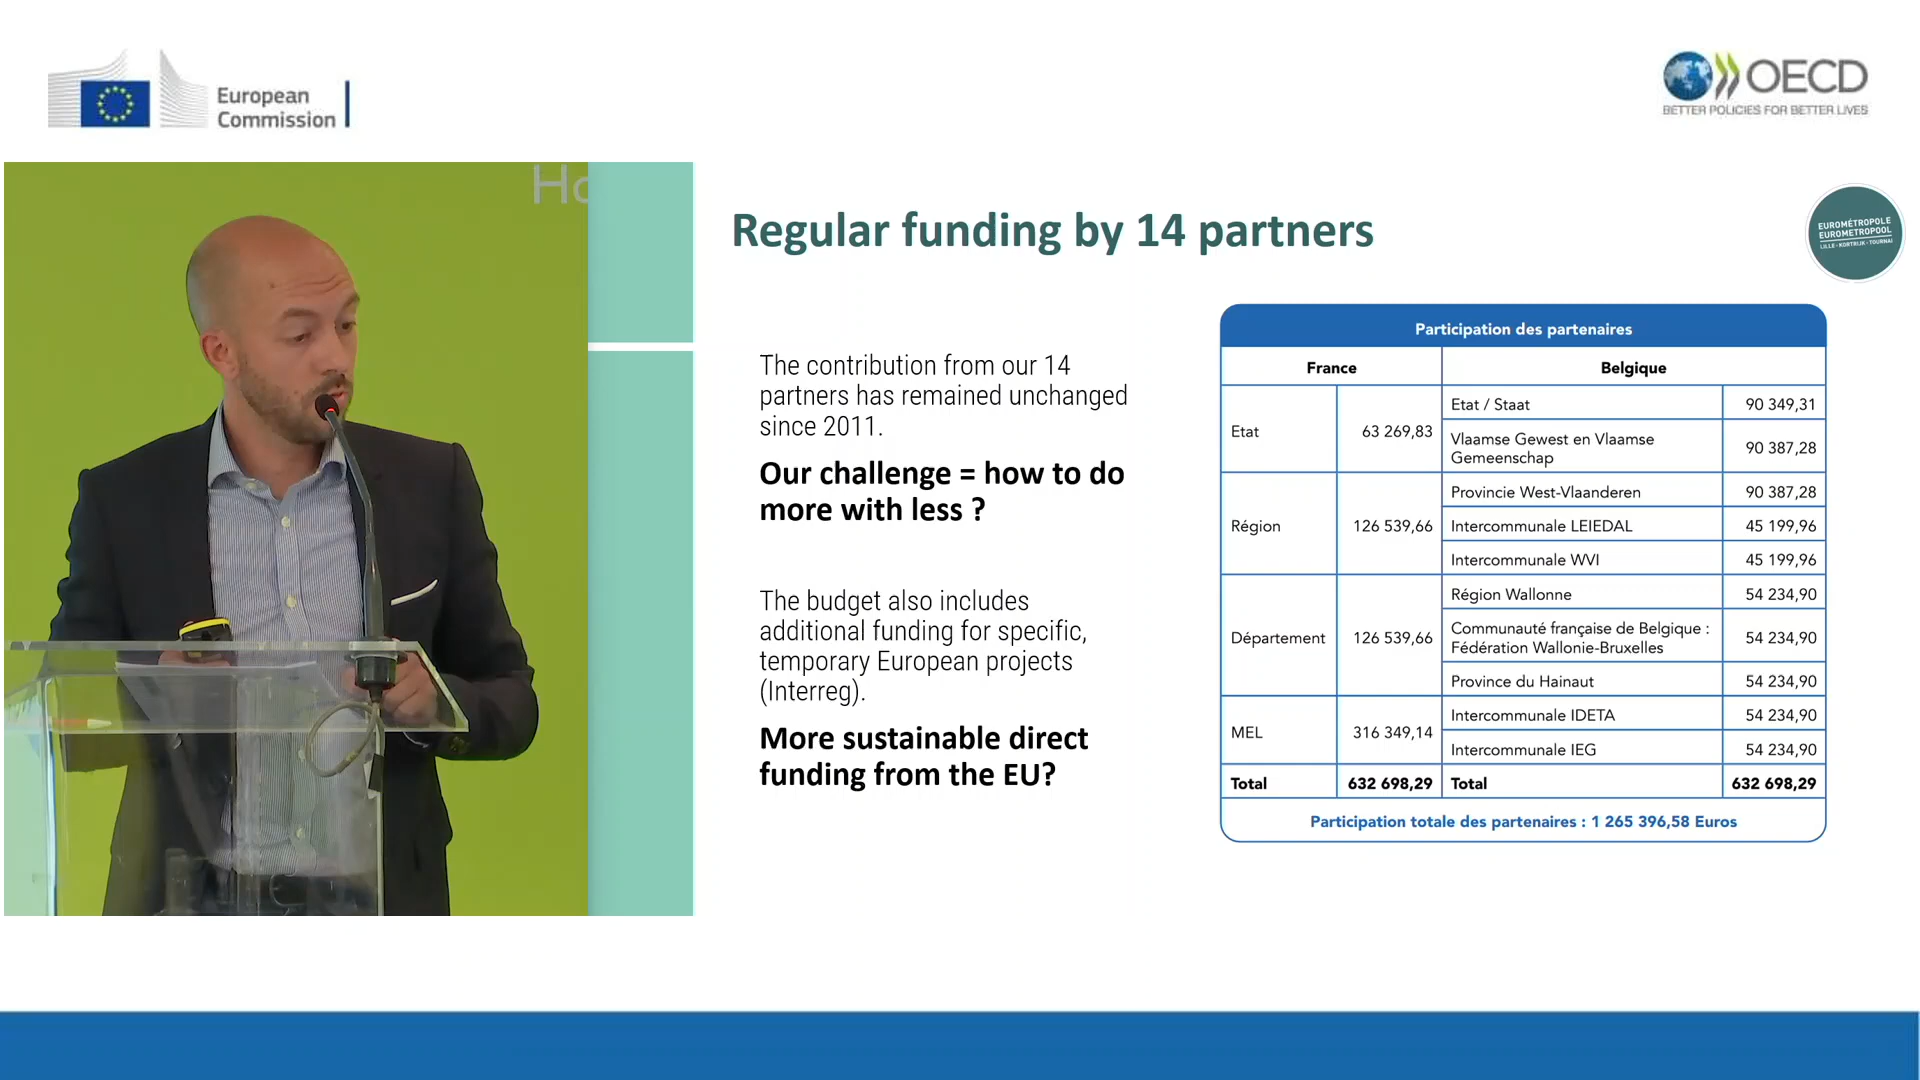 European
Commission
OECD
BETTER POLICIES FOR BETTER LIVES
Regular funding by 14 partners
EUROMÉTROPOLE
EUROMETROPOOL
LILLE-KORTRIJK-TOURNAI
The contribution from our 14
partners has remained unchanged
since 2011.
Our challenge = how to do
more with less ?
The budget also includes
additional funding for specific,
temporary European projects
(Interreg).
More sustainable direct
funding from the EU?
Participation des partenaires
France Belgique
Etat 63 269,83
Etat / Staat 90 349,31
Vlaamse Gewest en Vlaamse
Gemeenschap 90 387,28
Région 126 539,66
Provincie West-Vlaanderen 90 387,28
Intercommunale LEIEDAL 45 199,96
Intercommunale WVI 45 199,96
Département 126 539,66
Région Wallonne 54 234,90
Communauté française de Belgique :
Fédération Wallonie-Bruxelles 54 234,90
Province du Hainaut 54 234,90
MEL 316 349,14
Intercommunale IDETA 54 234,90
Intercommunale IEG 54 234,90
Total 632 698,29 Total 632 698,29
Participation totale des partenaires : 1 265 396,58 Euros